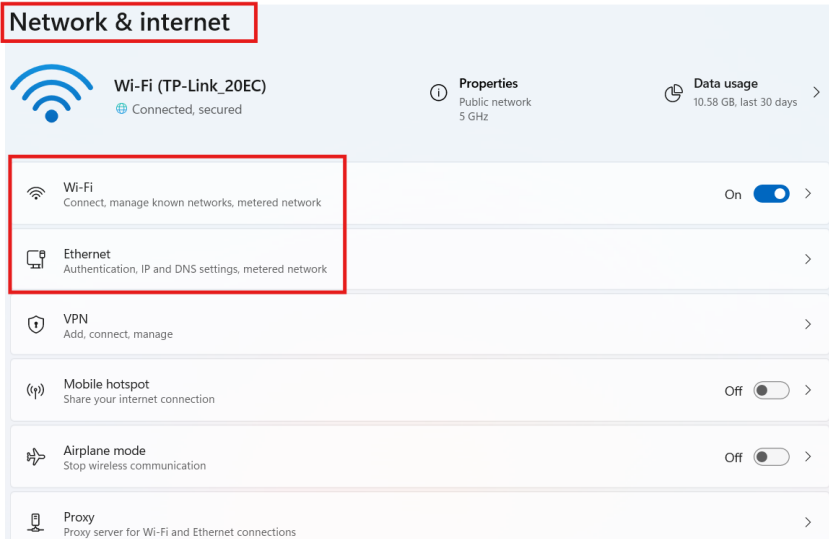 Network & internet
Wi-Fi (TP-Link_20EC)
Connected, secured
Properties
Public network
5 GHz
Data usage
10.58 GB, last 30 days
Wi-Fi
Connect, manage known networks, metered network
On
Ethernet
Authentication, IP and DNS settings, metered network
VPN
Add, connect, manage
Mobile hotspot
Share your internet connection
Off
Airplane mode
Stop wireless communication
Off
Proxy
Proxy server for Wi-Fi and Ethernet connections